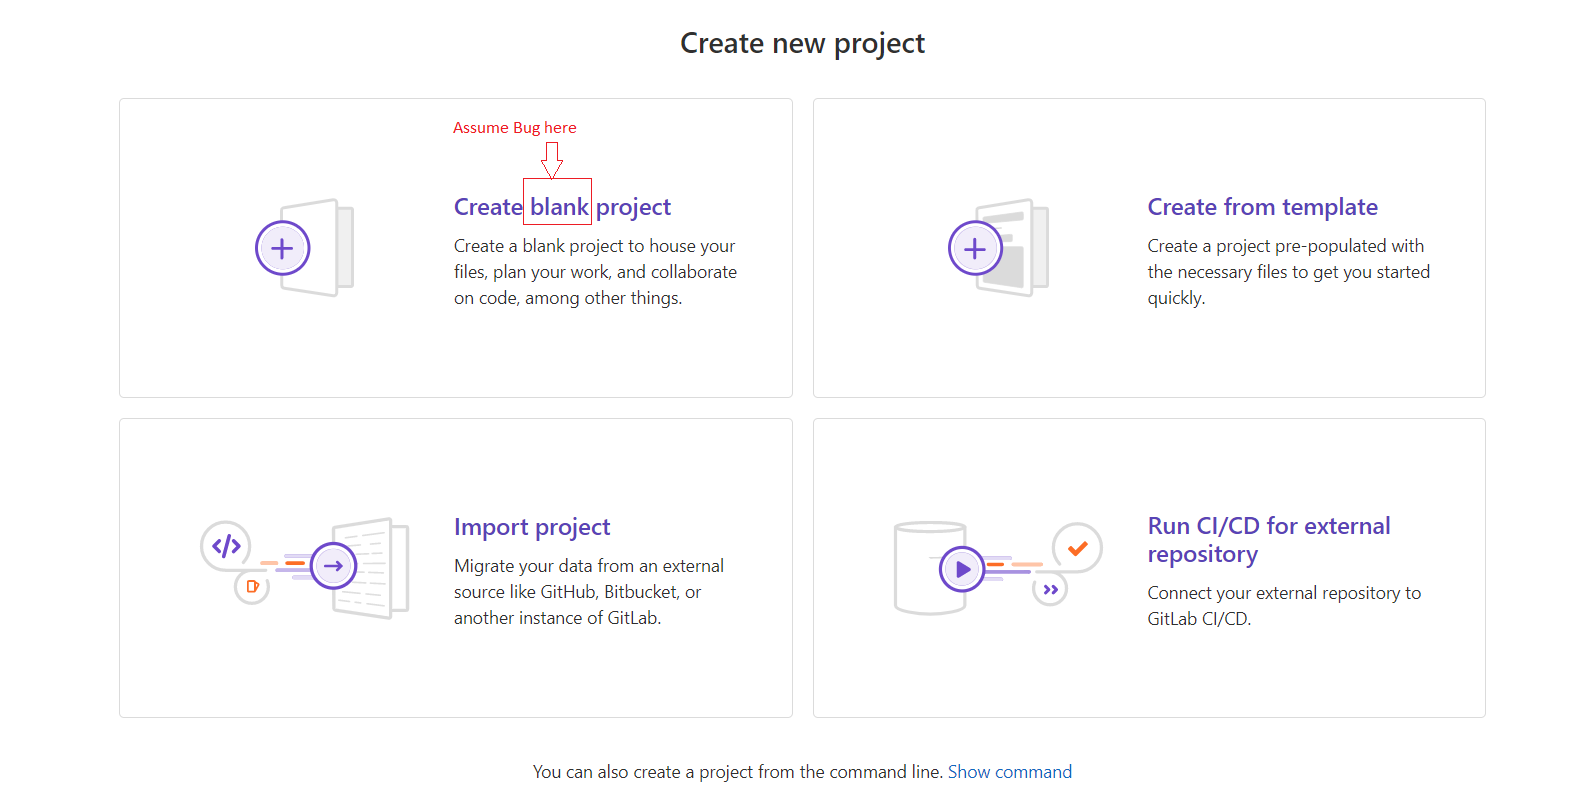 Create new project
Assume Bug here
Create blank project
Create a blank project to house your
files, plan your work, and collaborate
on code, among other things.
Create from template
Create a project pre-populated with
the necessary files to get you started
quickly.
Import project
Migrate your data from an external
source like GitHub, Bitbucket, or
another instance of GitLab.
Run CI/CD for external
repository
Connect your external repository to
GitLab CI/CD.
You can also create a project from the command line. Show command